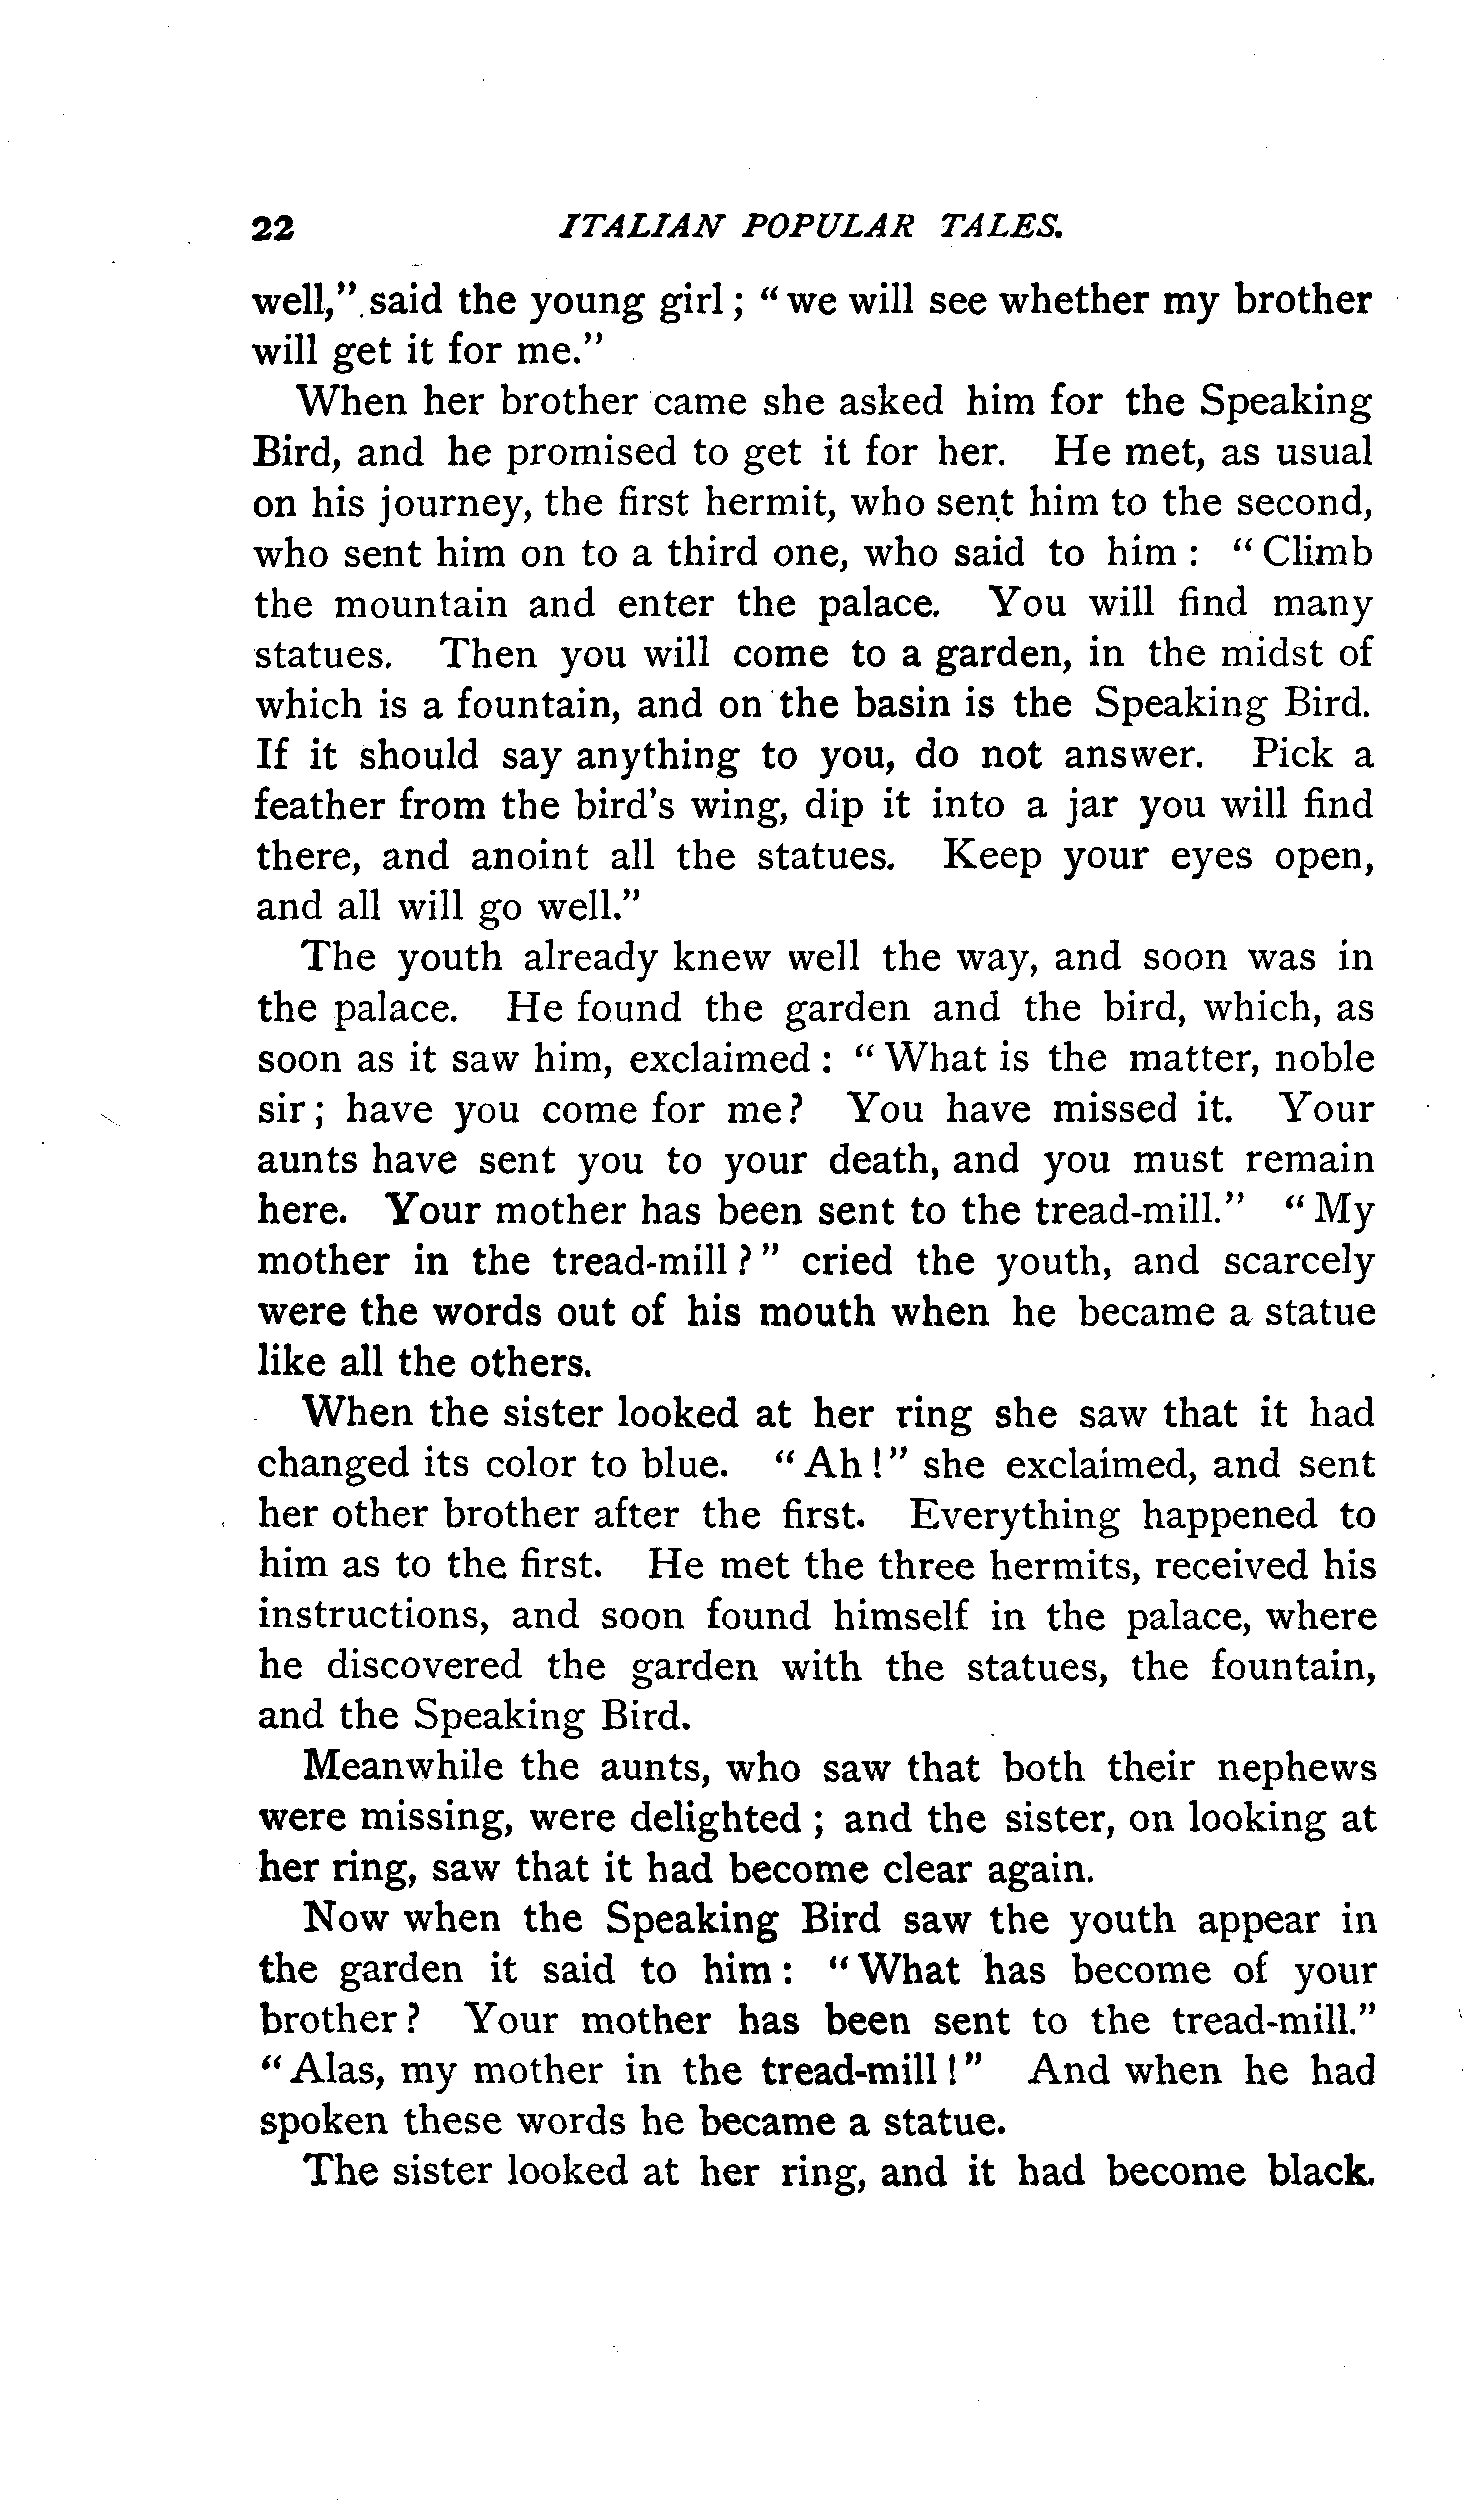 22 ITALIAN POPULAR TALES.
well," said the young girl; "we will see whether my brother
will get it for me."
When her brother came she asked him for the Speaking
Bird, and he promised to get it for her. He met, as usual
on his journey, the first hermit, who sent him to the second,
who sent him on to a third one, who said to him: "Climb
the mountain and enter the palace. You will find many
statues. Then you will come to a garden, in the midst of
which is a fountain, and on the basin is the Speaking Bird.
If it should say anything to you, do not answer. Pick a
feather from the bird's wing, dip it into a jar you will find
there, and anoint all the statues. Keep your eyes open,
and all will go well."
The youth already knew well the way, and soon was in
the palace. He found the garden and the bird, which, as
soon as it saw him, exclaimed: "What is the matter, noble
sir; have you come for me? You have missed it. Your
aunts have sent you to your death, and you must remain
here. Your mother has been sent to the tread-mill." "My
mother in the tread-mill?" cried the youth, and scarcely
were the words out of his mouth when he became a statue
like all the others.
When the sister looked at her ring she saw that it had
changed its color to blue. "Ah!" she exclaimed, and sent
her other brother after the first. Everything happened to
him as to the first. He met the three hermits, received his
instructions, and soon found himself in the palace, where
he discovered the garden with the statues, the fountain,
and the Speaking Bird.
Meanwhile the aunts, who saw that both their nephews
were missing, were delighted; and the sister, on looking at
her ring, saw that it had become clear again.
Now when the Speaking Bird saw the youth appear in
the garden it said to him: "What has become of your
brother? Your mother has been sent to the tread-mill."
"Alas, my mother in the tread-mill!" And when he had
spoken these words he became a statue.
The sister looked at her ring, and it had become black.